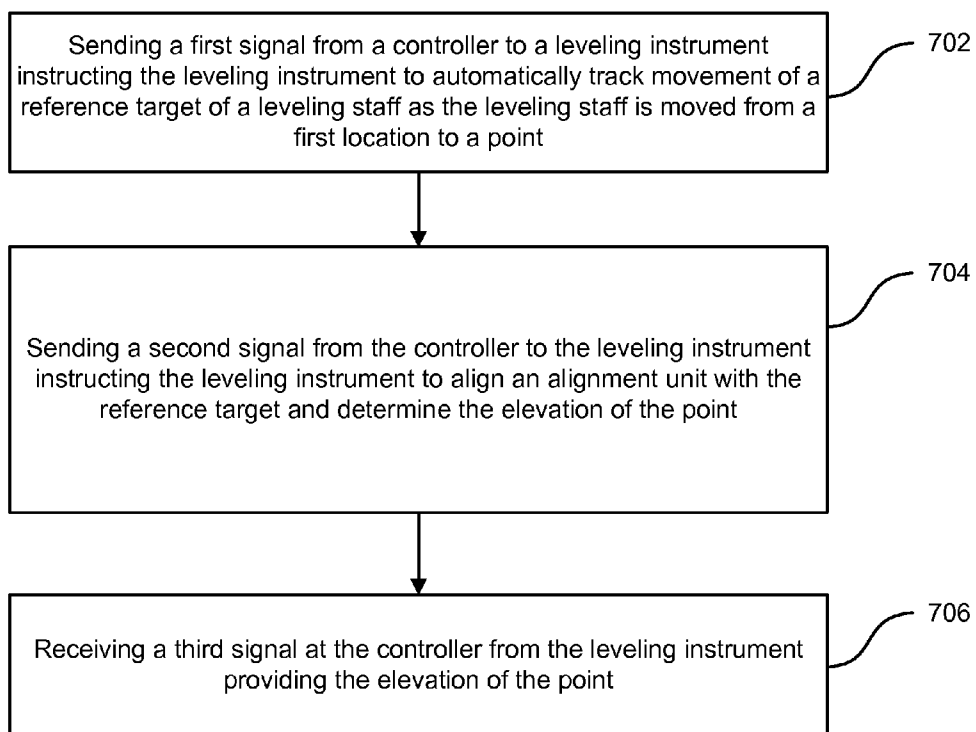 Sending a first signal from a controller to a leveling instrument
instructing the leveling instrument to automatically track movement of a
reference target of a leveling staff as the leveling staff is moved from a
first location to a point
702
Sending a second signal from the controller to the leveling instrument
instructing the leveling instrument to align an alignment unit with the
reference target and determine the elevation of the point
704
Receiving a third signal at the controller from the leveling instrument
providing the elevation of the point
706